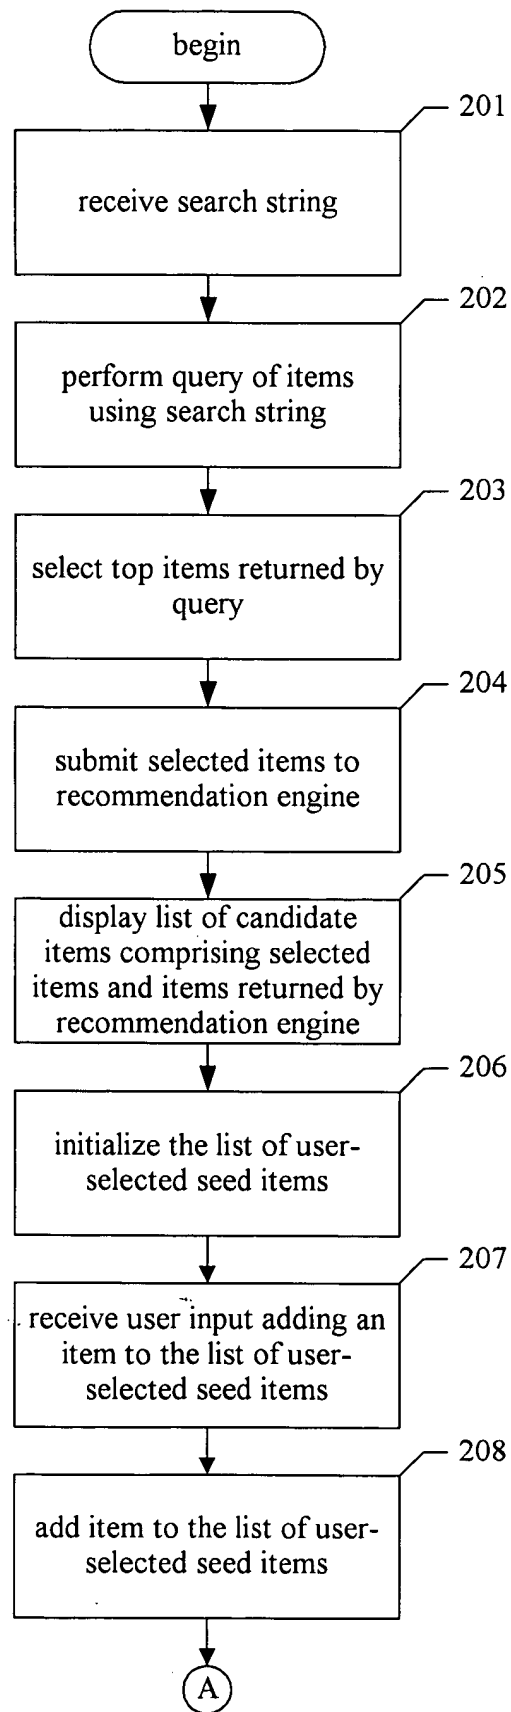 begin
201
receive search string
202
perform query of items
using search string
203
select top items returned by
query
204
submit selected items to
recommendation engine
205
display list of candidate
items comprising selected
items and items returned by
recommendation engine
206
initialize the list of user-
selected seed items
207
receive user input adding an
item to the list of user-
selected seed items
208
add item to the list of user-
selected seed items
A